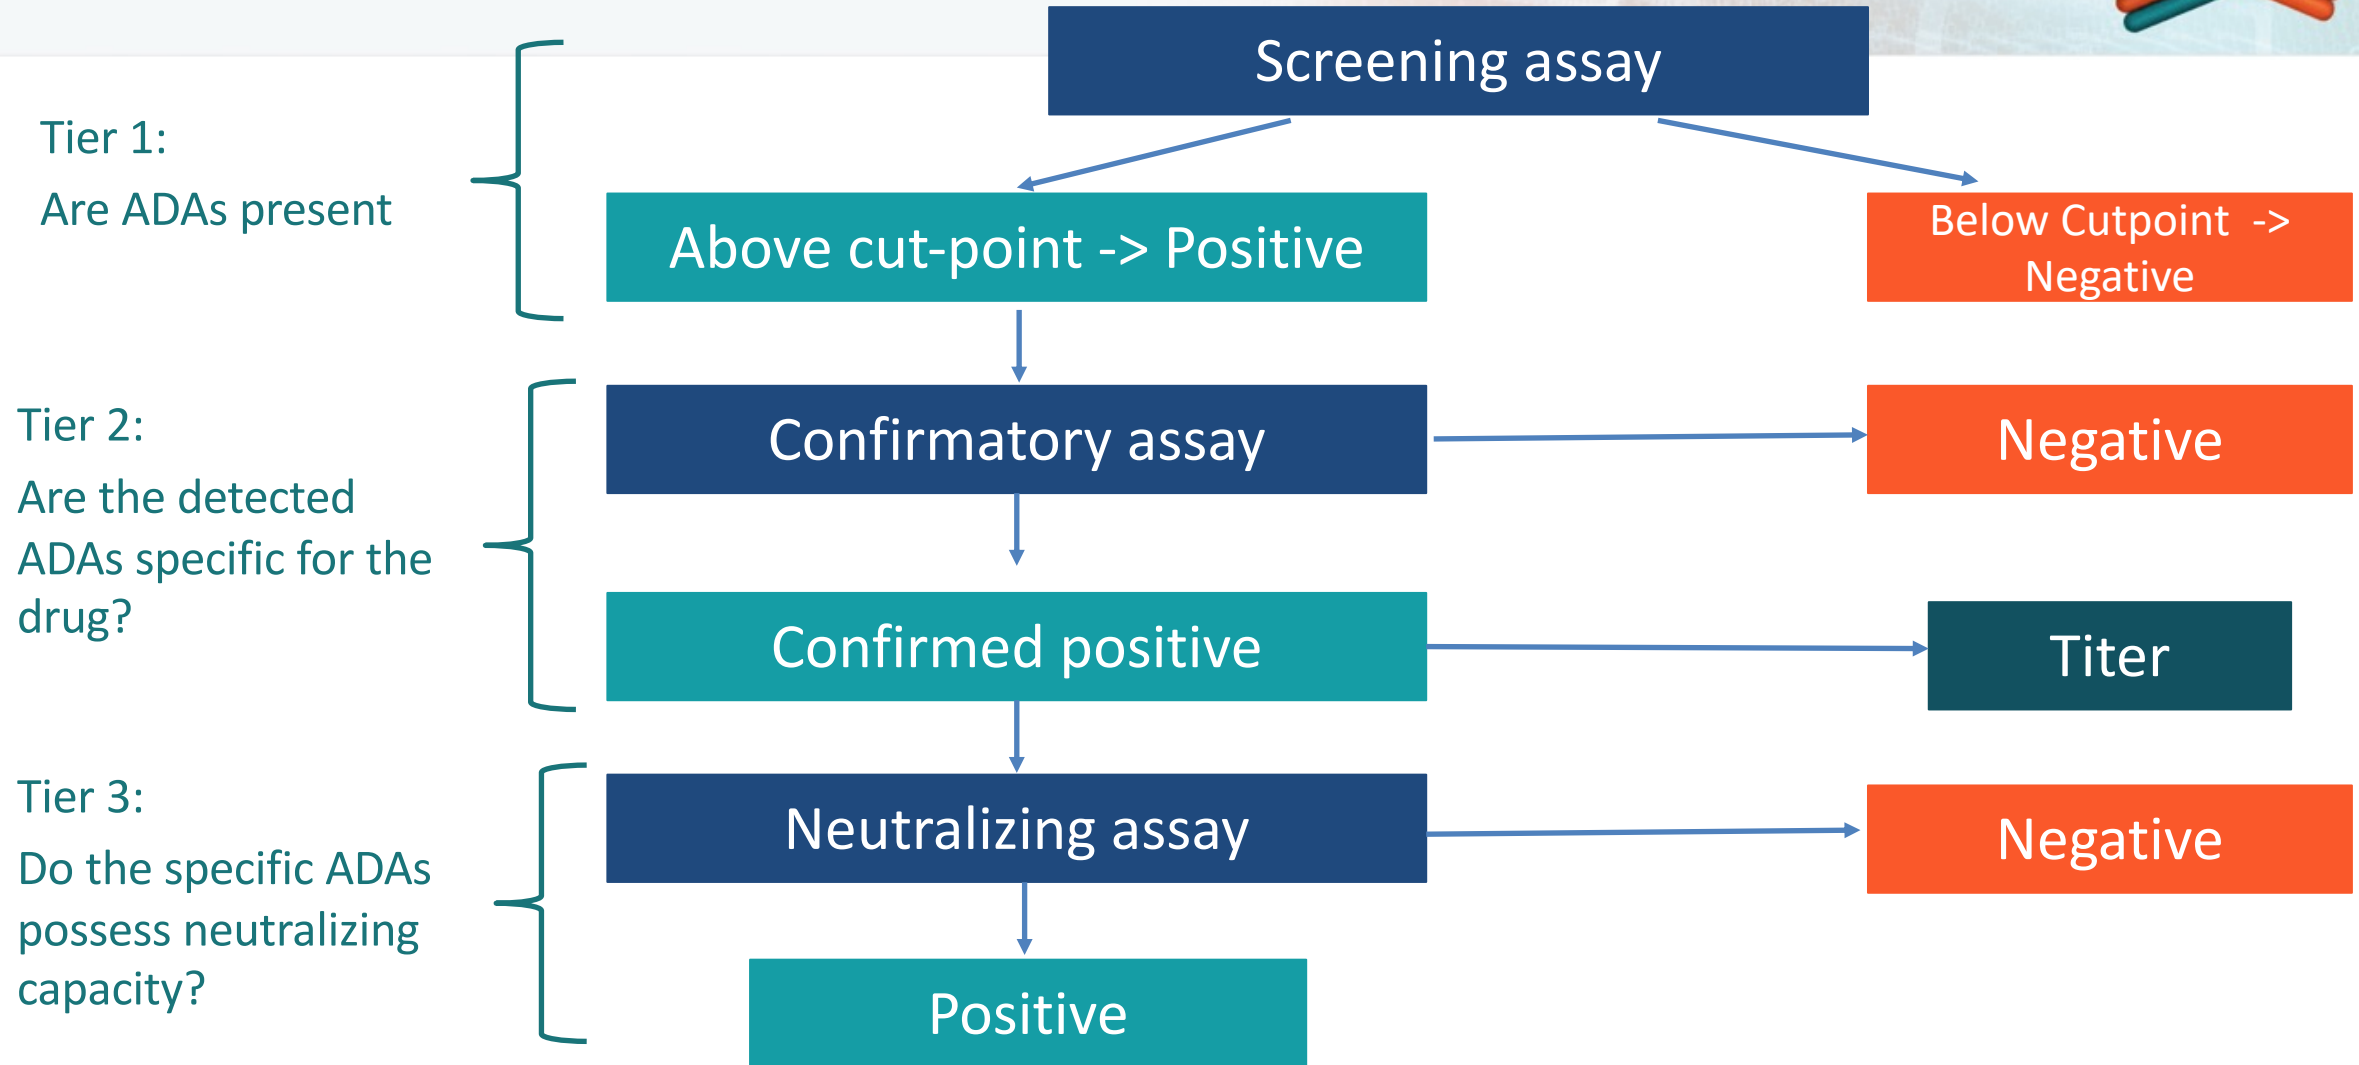 Screening assay
Tier 1:
Are ADAs present
Above cut-point -> Positive
Below Cutpoint  ->
Negative
Tier 2:
Are the detected
ADAs specific for the
drug?
Confirmatory assay
Negative
Confirmed positive
Titer
Tier 3:
Do the specific ADAs
possess neutralizing
capacity?
Neutralizing assay
Negative
Positive